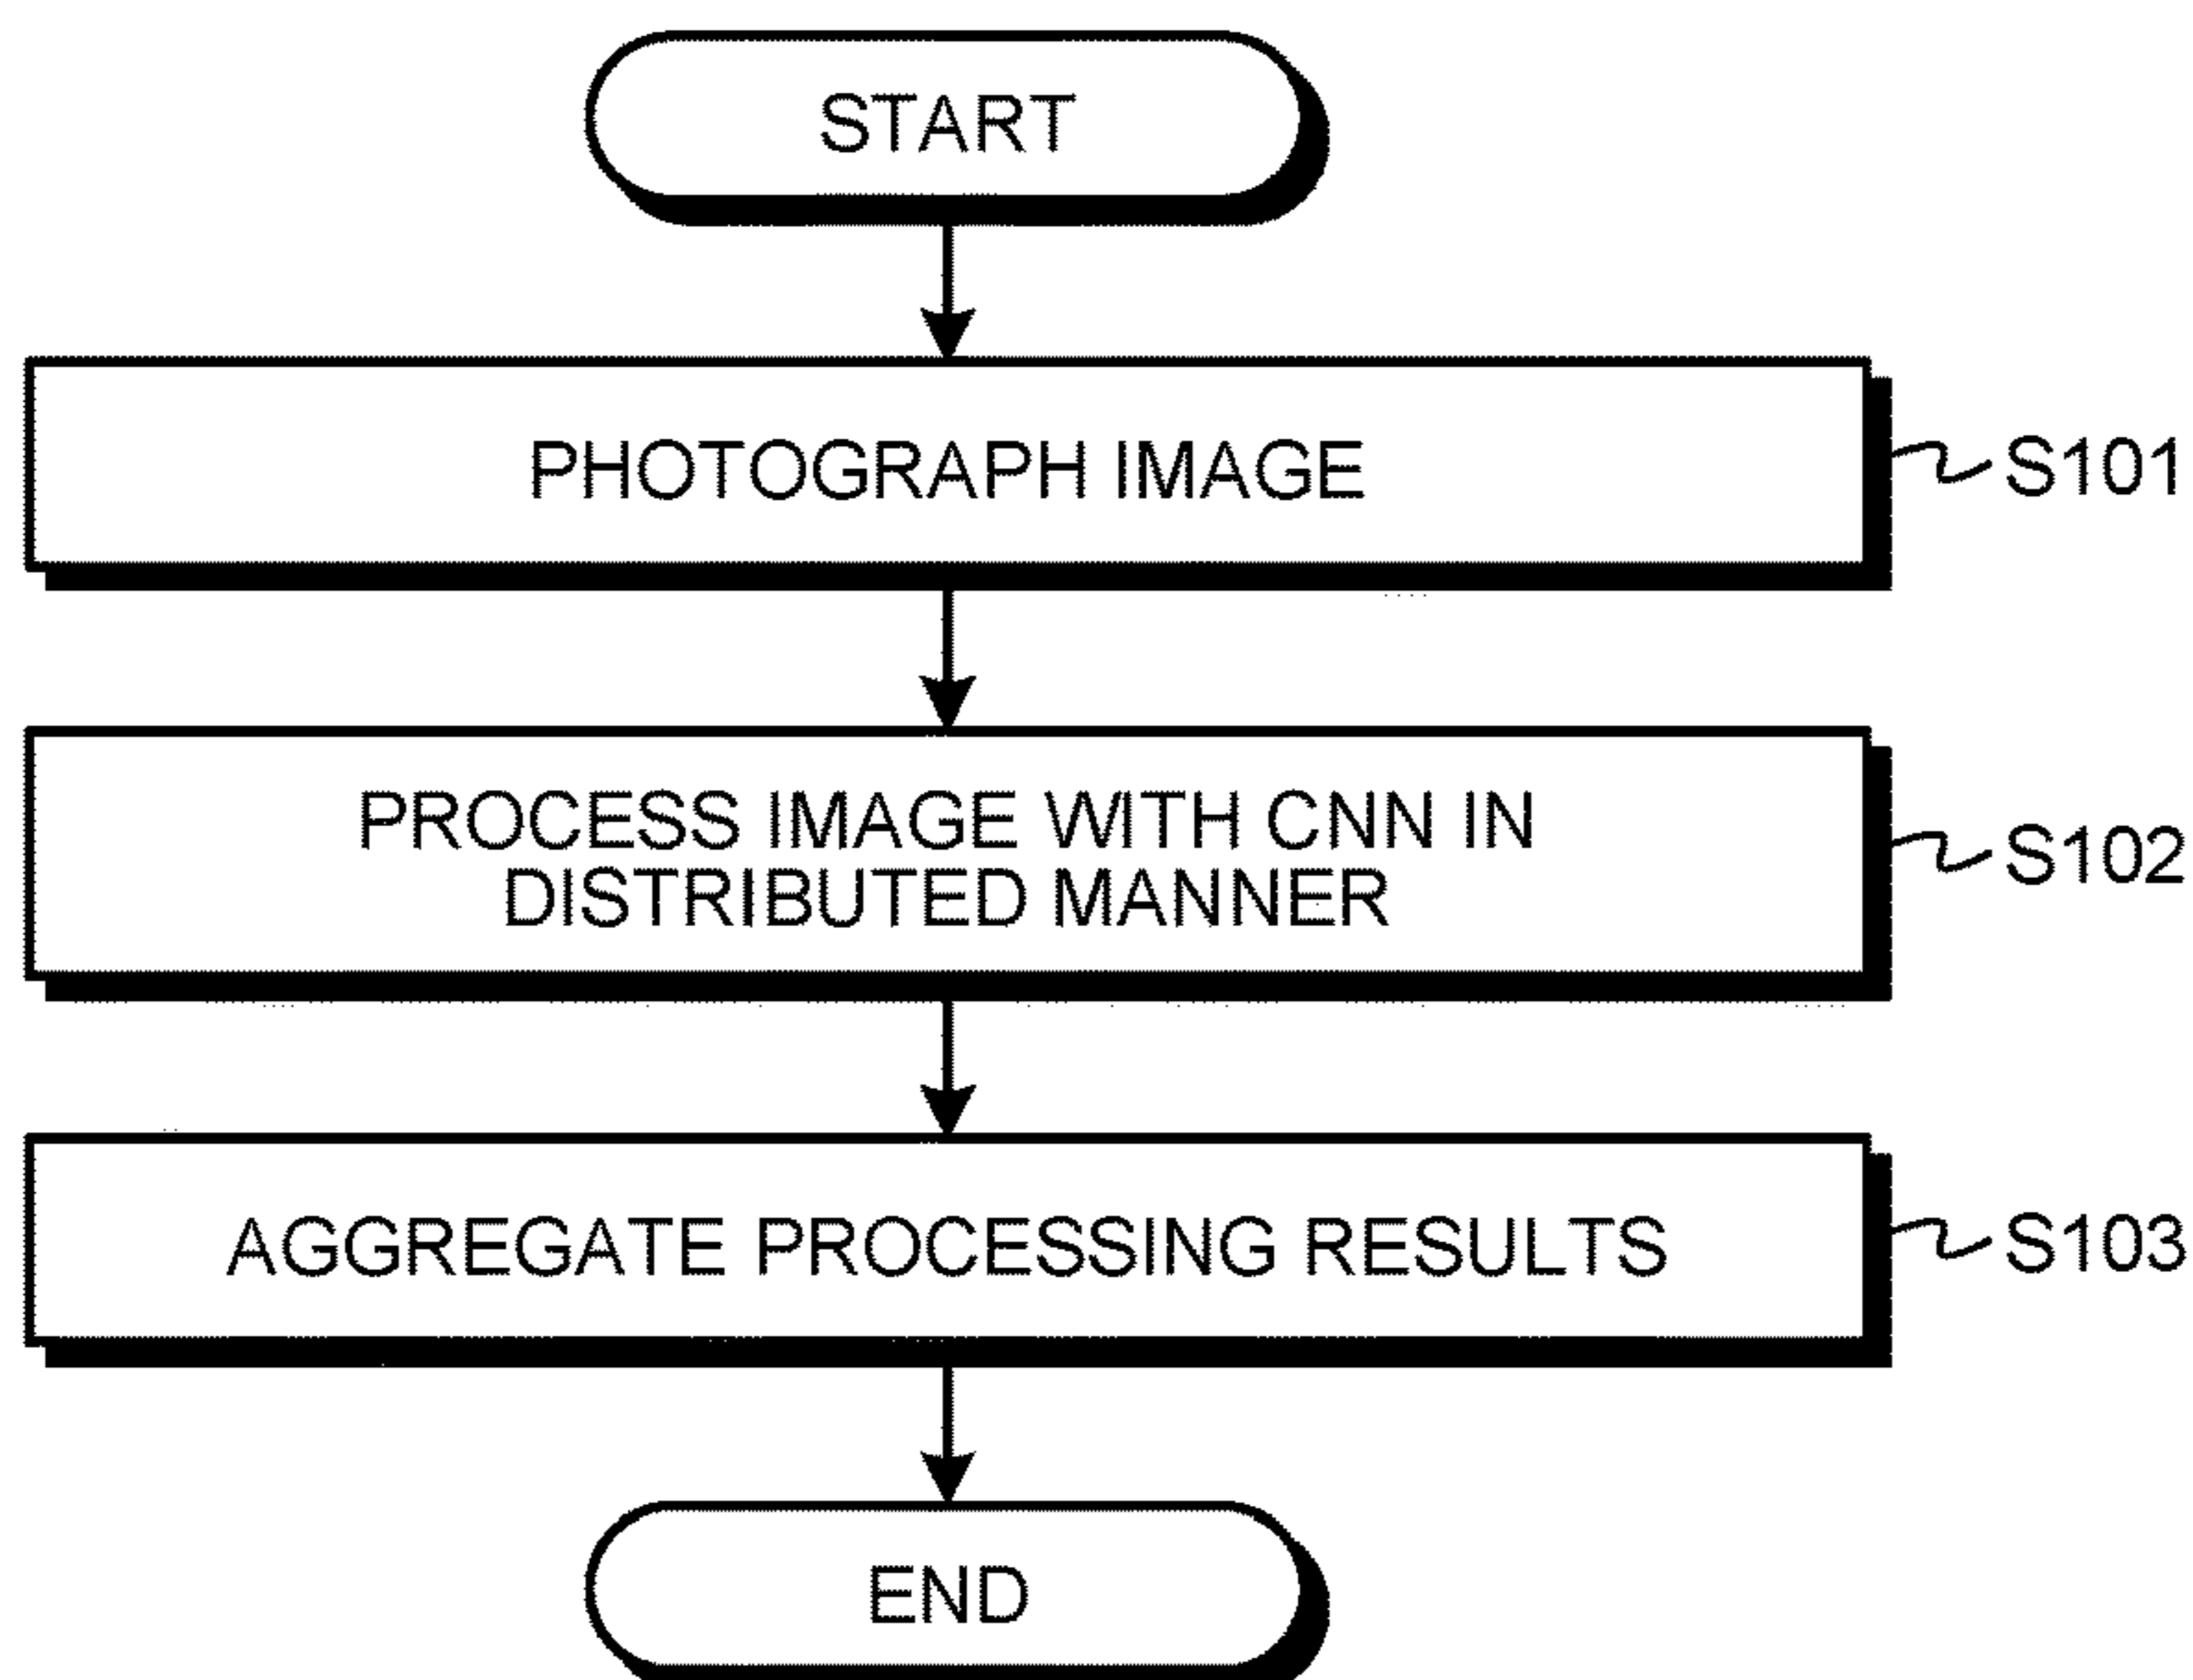 START
PHOTOGRAPH IMAGE
S101
PROCESS IMAGE WITH CNN IN
DISTRIBUTED MANNER
S102
AGGREGATE PROCESSING RESULTS
S103
END